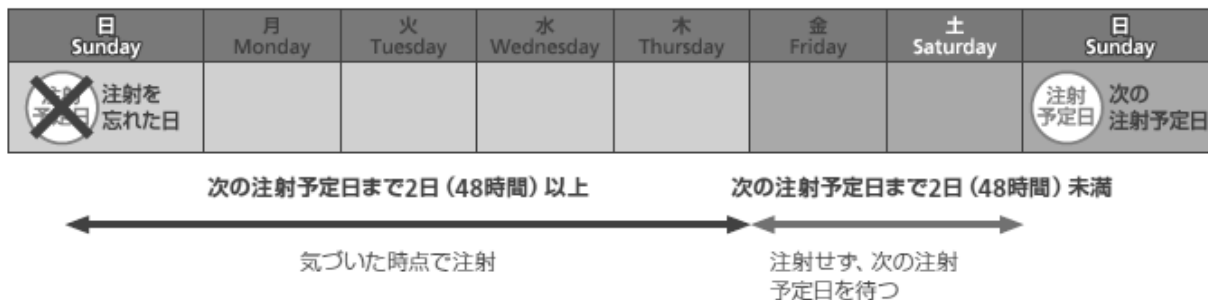 日 月 火 水 木 金 土 日
Sunday Monday Tuesday Wednesday Thursday Friday Saturday Sunday
注射
予定日
注射を
忘れた日
注射
予定日
次の
注射予定日
次の注射予定日まで2日（48時間）以上 次の注射予定日まで2日（48時間）未満
気づいた時点で注射
注射せず、次の注射
予定日を待つ